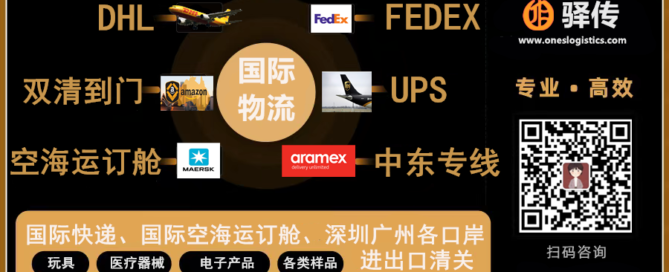 DHL
FedEx
FEDEX
驿传
www.oneslogistics.com
国际
物流
双清到门
amazon
UPS
专业·高效
空海运订舱
MAERSK
aramex
delivery unlimited
中东专线
国际快递、国际空海运订舱、深圳广州各口岸
玩具
医疗器械
电子产品
各类样品
进出口清关
扫码咨询